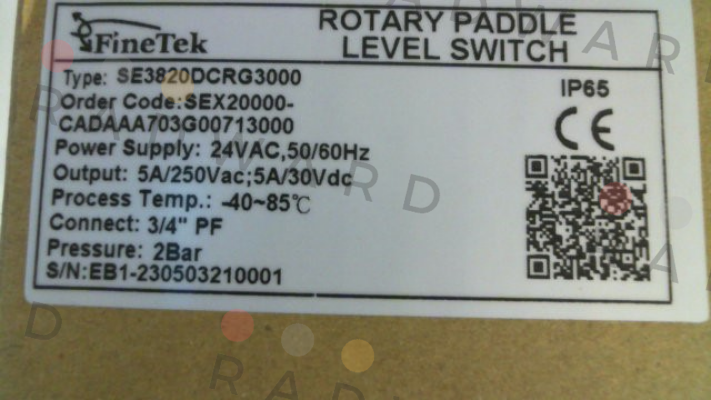 FineTek
ROTARY PADDLE
LEVEL SWITCH
Type: SE3820DCRG3000
Order Code:SEX20000-
CADAAA703G00713000
Power Supply: 24VAC,50/60Hz
Output: 5A/250Vac;5A/30Vdc
Process Temp.: -40~85℃
Connect: 3/4" PF
Pressure: 2Bar
S/N:EB1-230503210001
IP65
CE
RADWARD